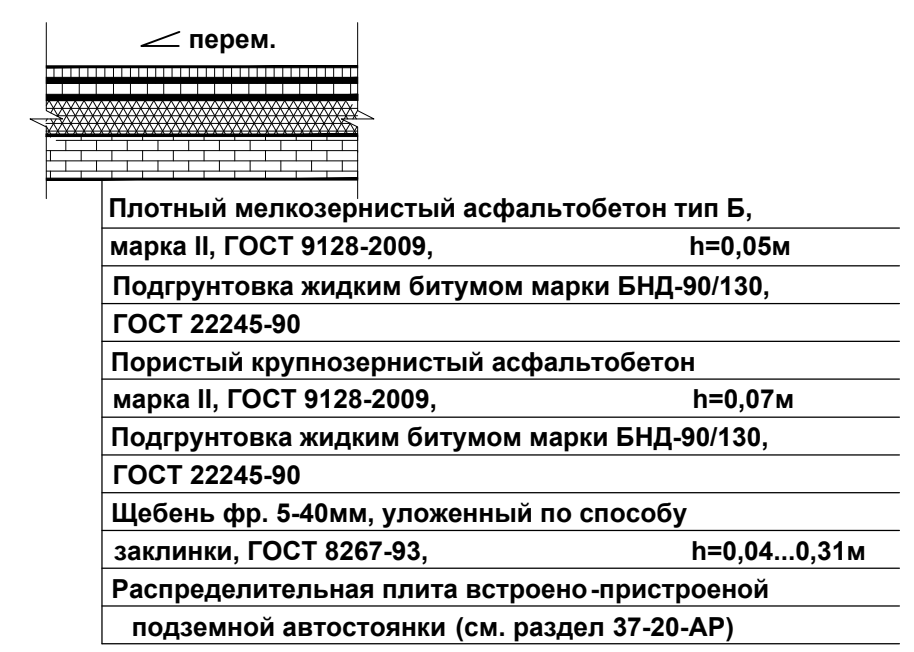 перем.
Плотный мелкозернистый асфальтобетон тип Б,
марка II, ГОСТ 9128-2009, h=0,05м
Подгрунтовка жидким битумом марки БНД-90/130,
ГОСТ 22245-90
Пористый крупнозернистый асфальтобетон
марка II, ГОСТ 9128-2009, h=0,07м
Подгрунтовка жидким битумом марки БНД-90/130,
ГОСТ 22245-90
Щебень фр. 5-40мм, уложенный по способу
заклинки, ГОСТ 8267-93, h=0,04...0,31м
Распределительная плита встроено-пристроеной
подземной автостоянки (см. раздел 37-20-АР)